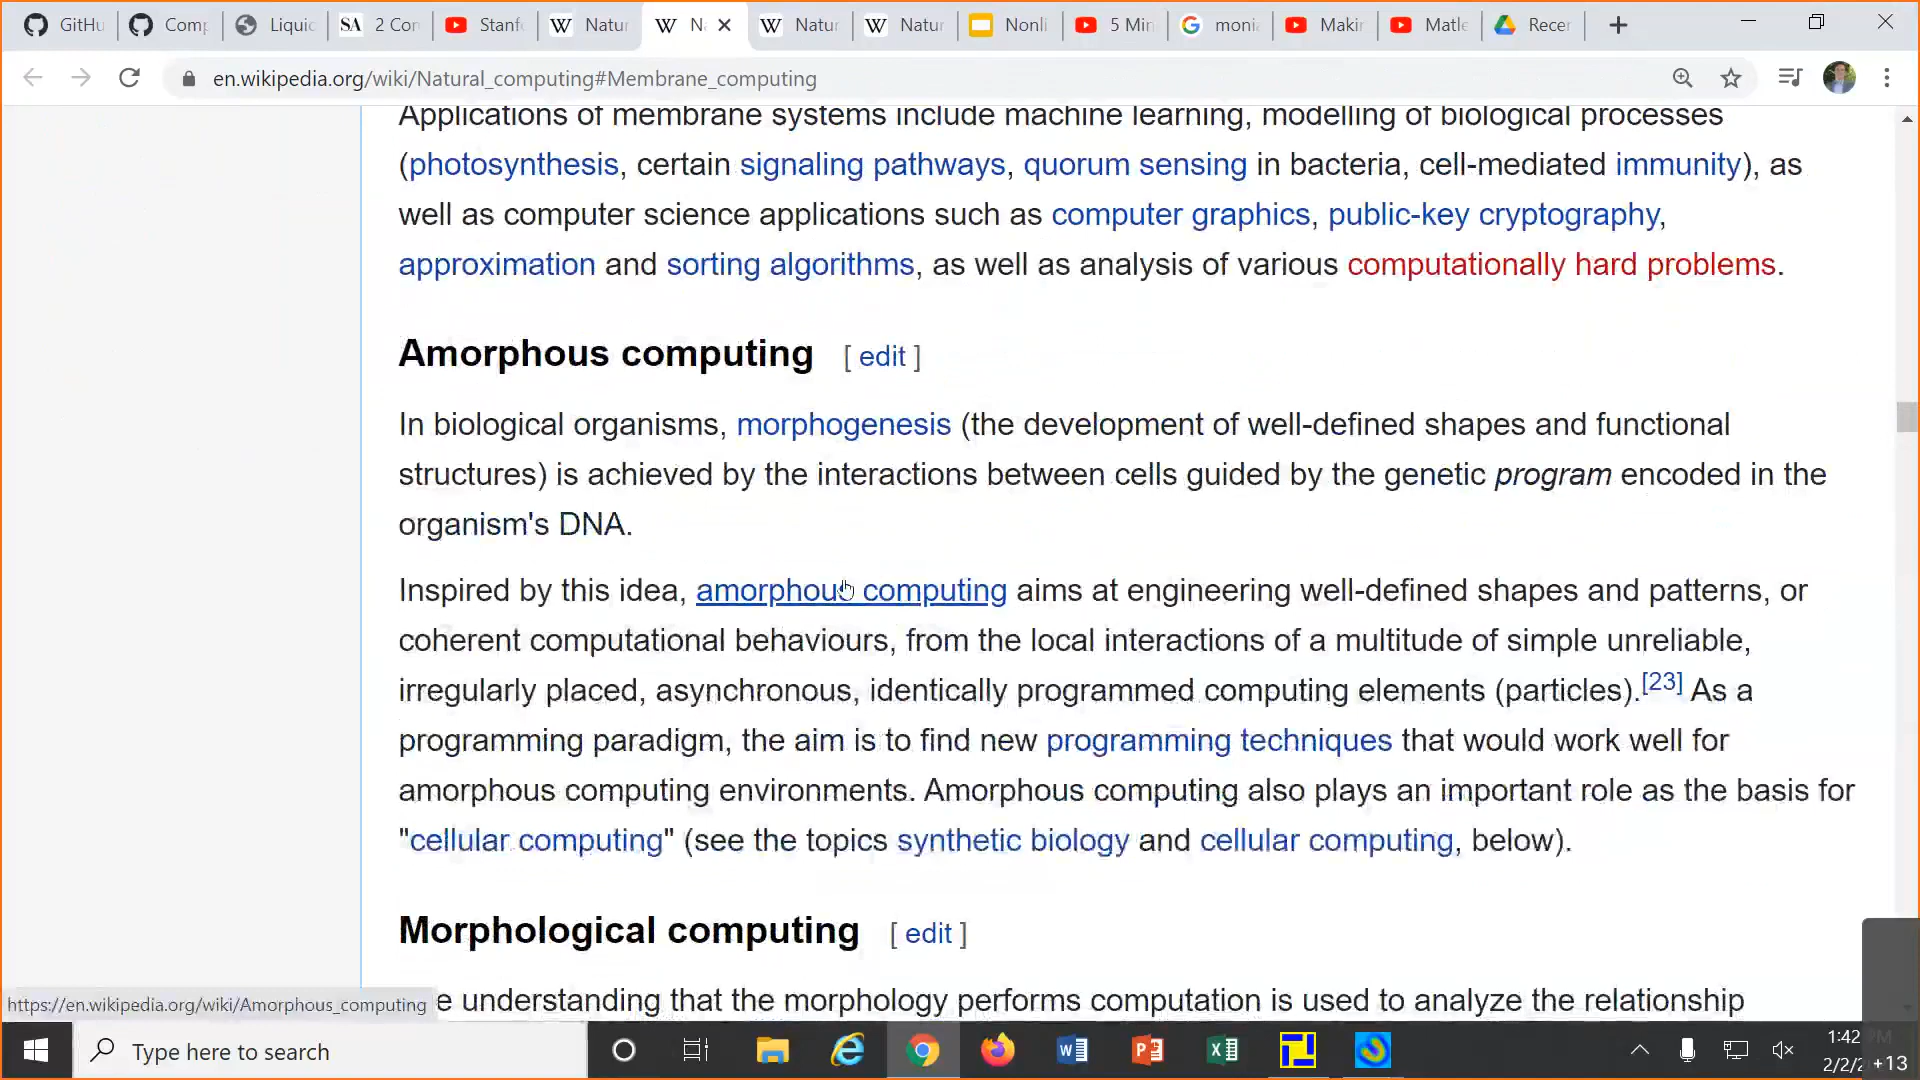 GitHu
Comp
Liquic
SA 2 Con
Stanf
W Natur
W Na
W Natur
W Natur
Nonli
5 Min
G monia
Makin
Matle
Recen
en.wikipedia.org/wiki/Natural_computing#Membrane_computing
Applications of membrane systems include machine learning, modelling of biological processes
(photosynthesis, certain signaling pathways, quorum sensing in bacteria, cell-mediated immunity), as
well as computer science applications such as computer graphics, public-key cryptography,
approximation and sorting algorithms, as well as analysis of various computationally hard problems.
Amorphous computing [ edit ]
In biological organisms, morphogenesis (the development of well-defined shapes and functional
structures) is achieved by the interactions between cells guided by the genetic program encoded in the
organism's DNA.
Inspired by this idea, amorphous computing aims at engineering well-defined shapes and patterns, or
coherent computational behaviours, from the local interactions of a multitude of simple unreliable,
irregularly placed, asynchronous, identically programmed computing elements (particles).[23] As a
programming paradigm, the aim is to find new programming techniques that would work well for
amorphous computing environments. Amorphous computing also plays an important role as the basis for
"cellular computing" (see the topics synthetic biology and cellular computing, below).
Morphological computing [ edit ]
e understanding that the morphology performs computation is used to analyze the relationship
https://en.wikipedia.org/wiki/Amorphous_computing
Type here to search
1:42 PM
2/2/2 +13